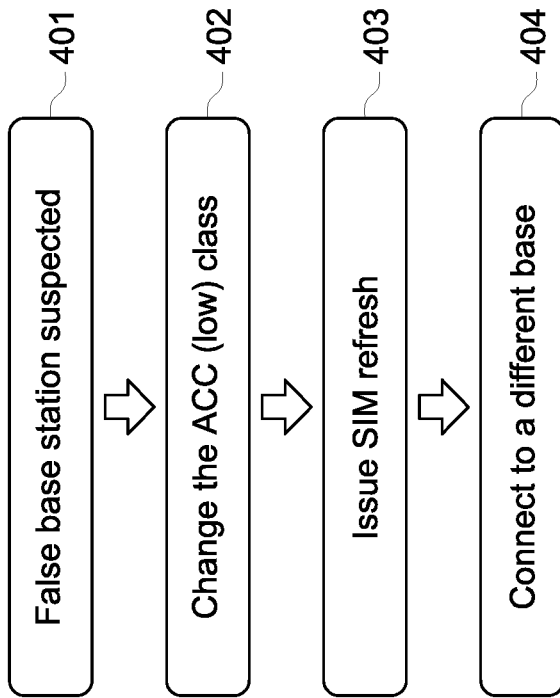 False base station suspected
401
Change the ACC (low) class
402
Issue SIM refresh
403
Connect to a different base
404